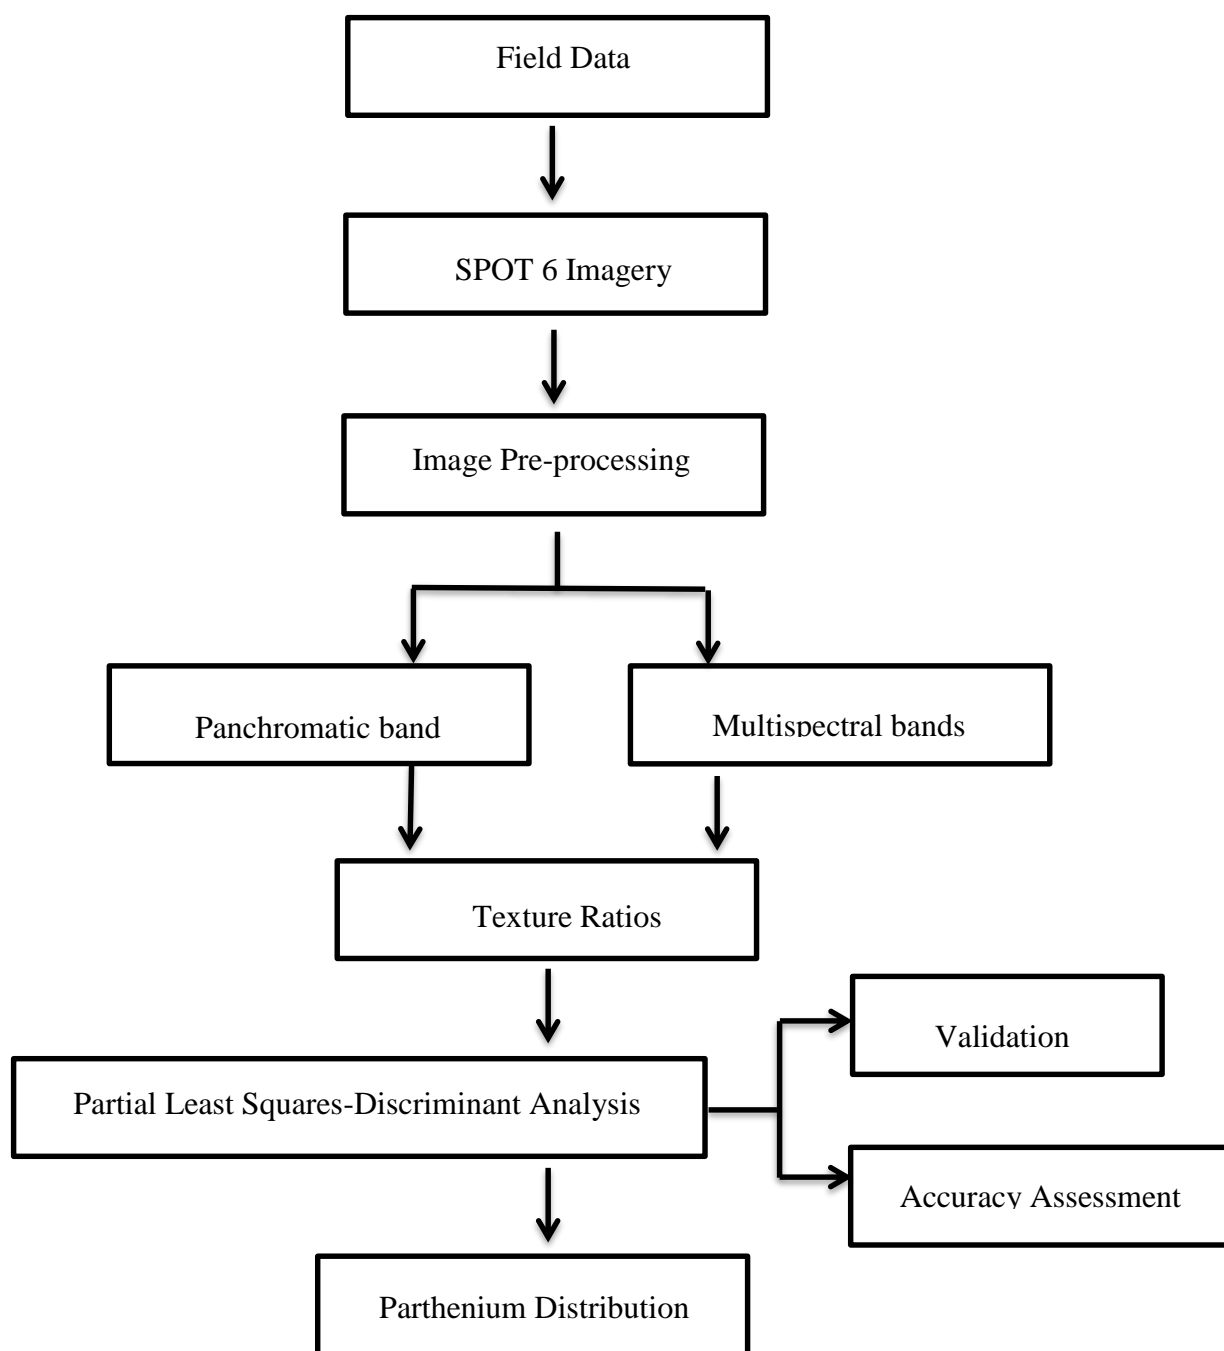 Field Data
SPOT 6 Imagery
Image Pre-processing
Panchromatic band
Multispectral bands
Texture Ratios
Validation
Partial Least Squares-Discriminant Analysis
Accuracy Assessment
Parthenium Distribution